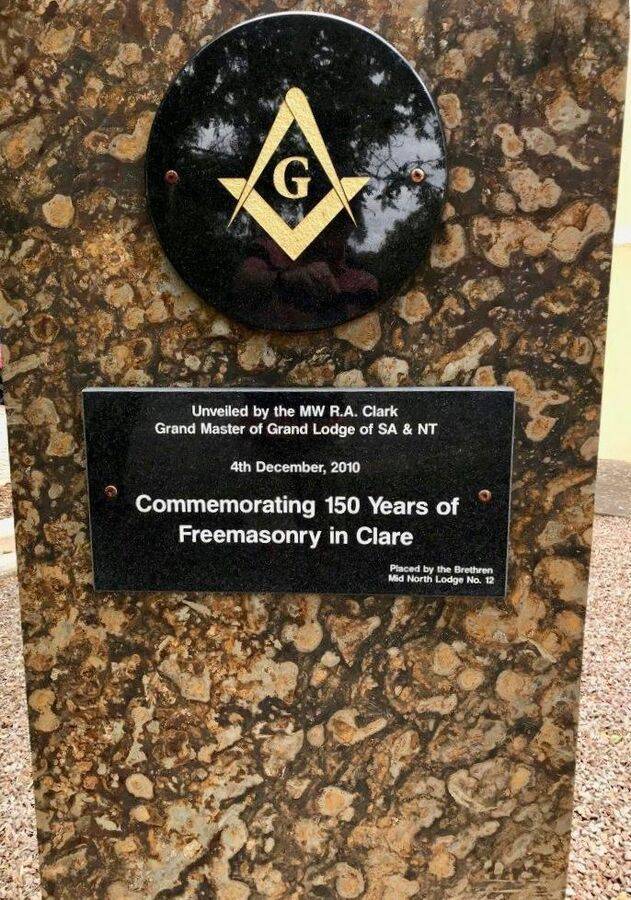 G
Unveiled by the MW R.A. Clark
Grand Master of Grand Lodge of SA & NT
4th December, 2010
Commemorating 150 Years of
Freemasonry in Clare
Placed by the Brethren
Mid North Lodge No. 12